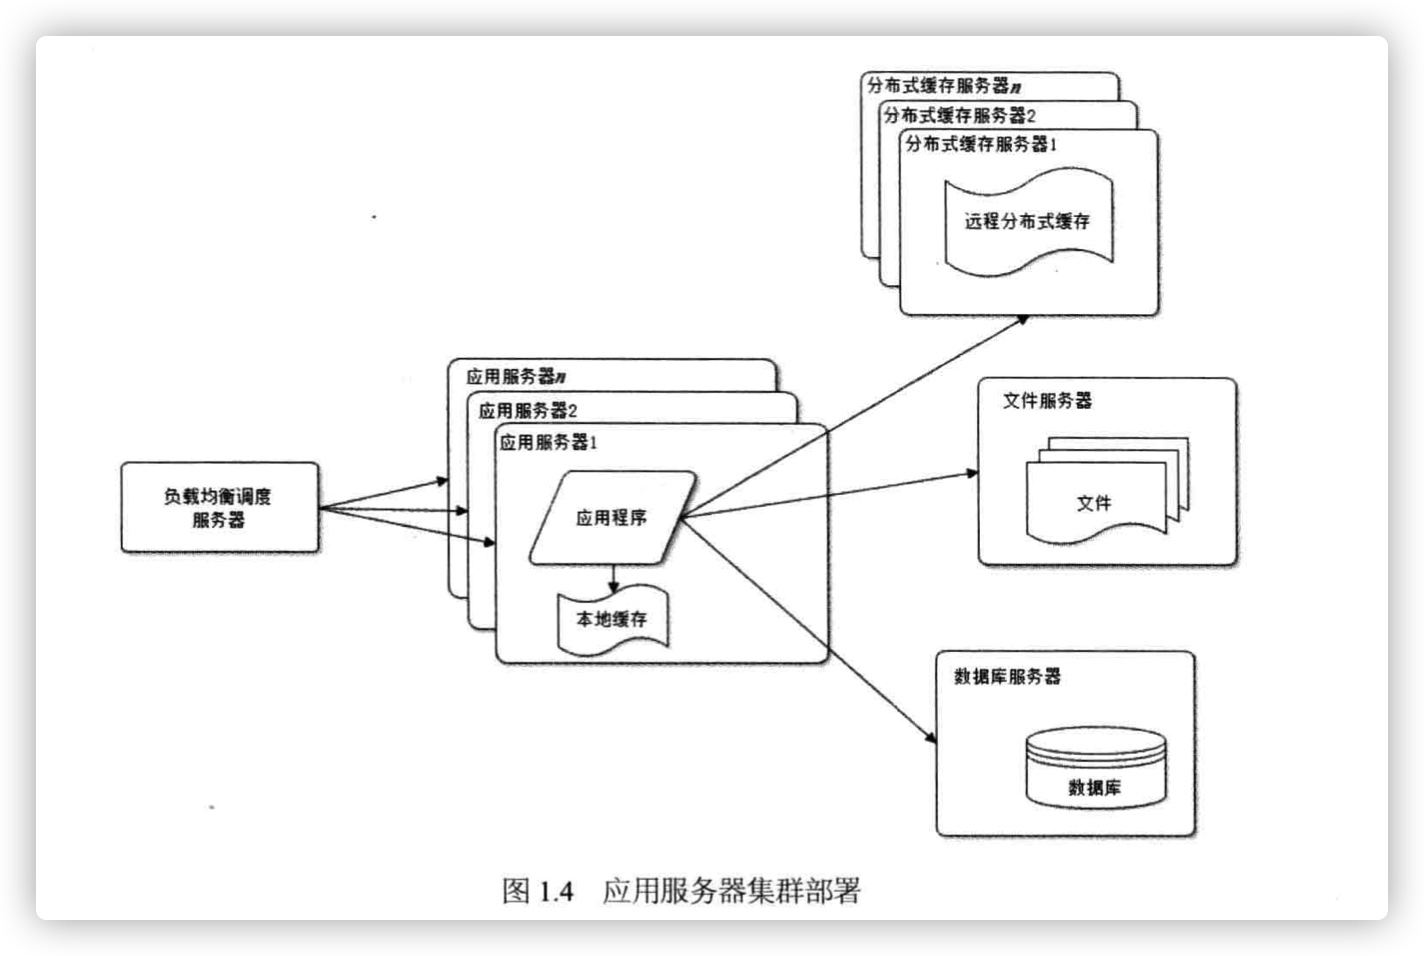 分布式缓存服务器n
分布式缓存服务器2
分布式缓存服务器1
远程分布式缓存
应用服务器n
应用服务器2
应用服务器1
应用程序
本地缓存
负载均衡调度
服务器
文件服务器
文件
数据库服务器
数据库
图 1.4 应用服务器集群部署